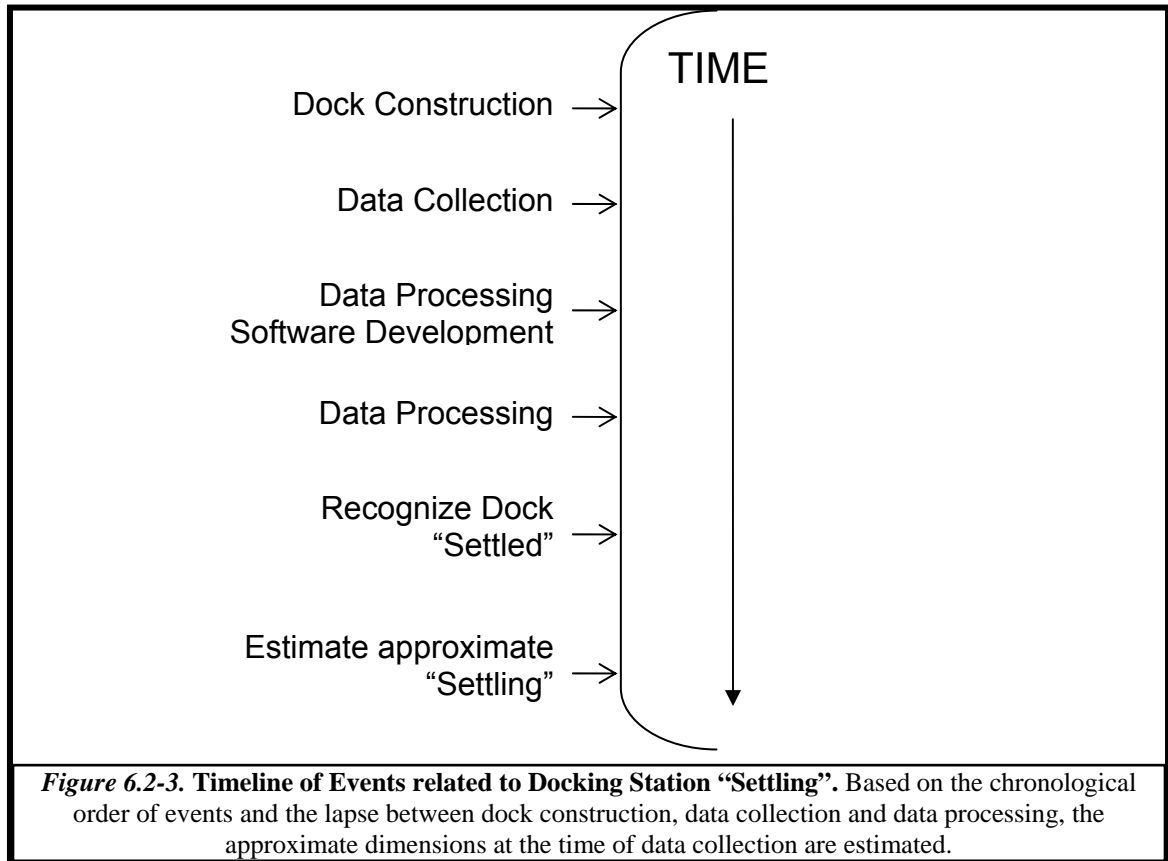 TIME
Dock Construction
Data Collection
Data Processing
Software Development
Data Processing
Recognize Dock
“Settled”
Estimate approximate
“Settling”
Figure 6.2-3. Timeline of Events related to Docking Station “Settling”. Based on the chronological
order of events and the lapse between dock construction, data collection and data processing, the
approximate dimensions at the time of data collection are estimated.